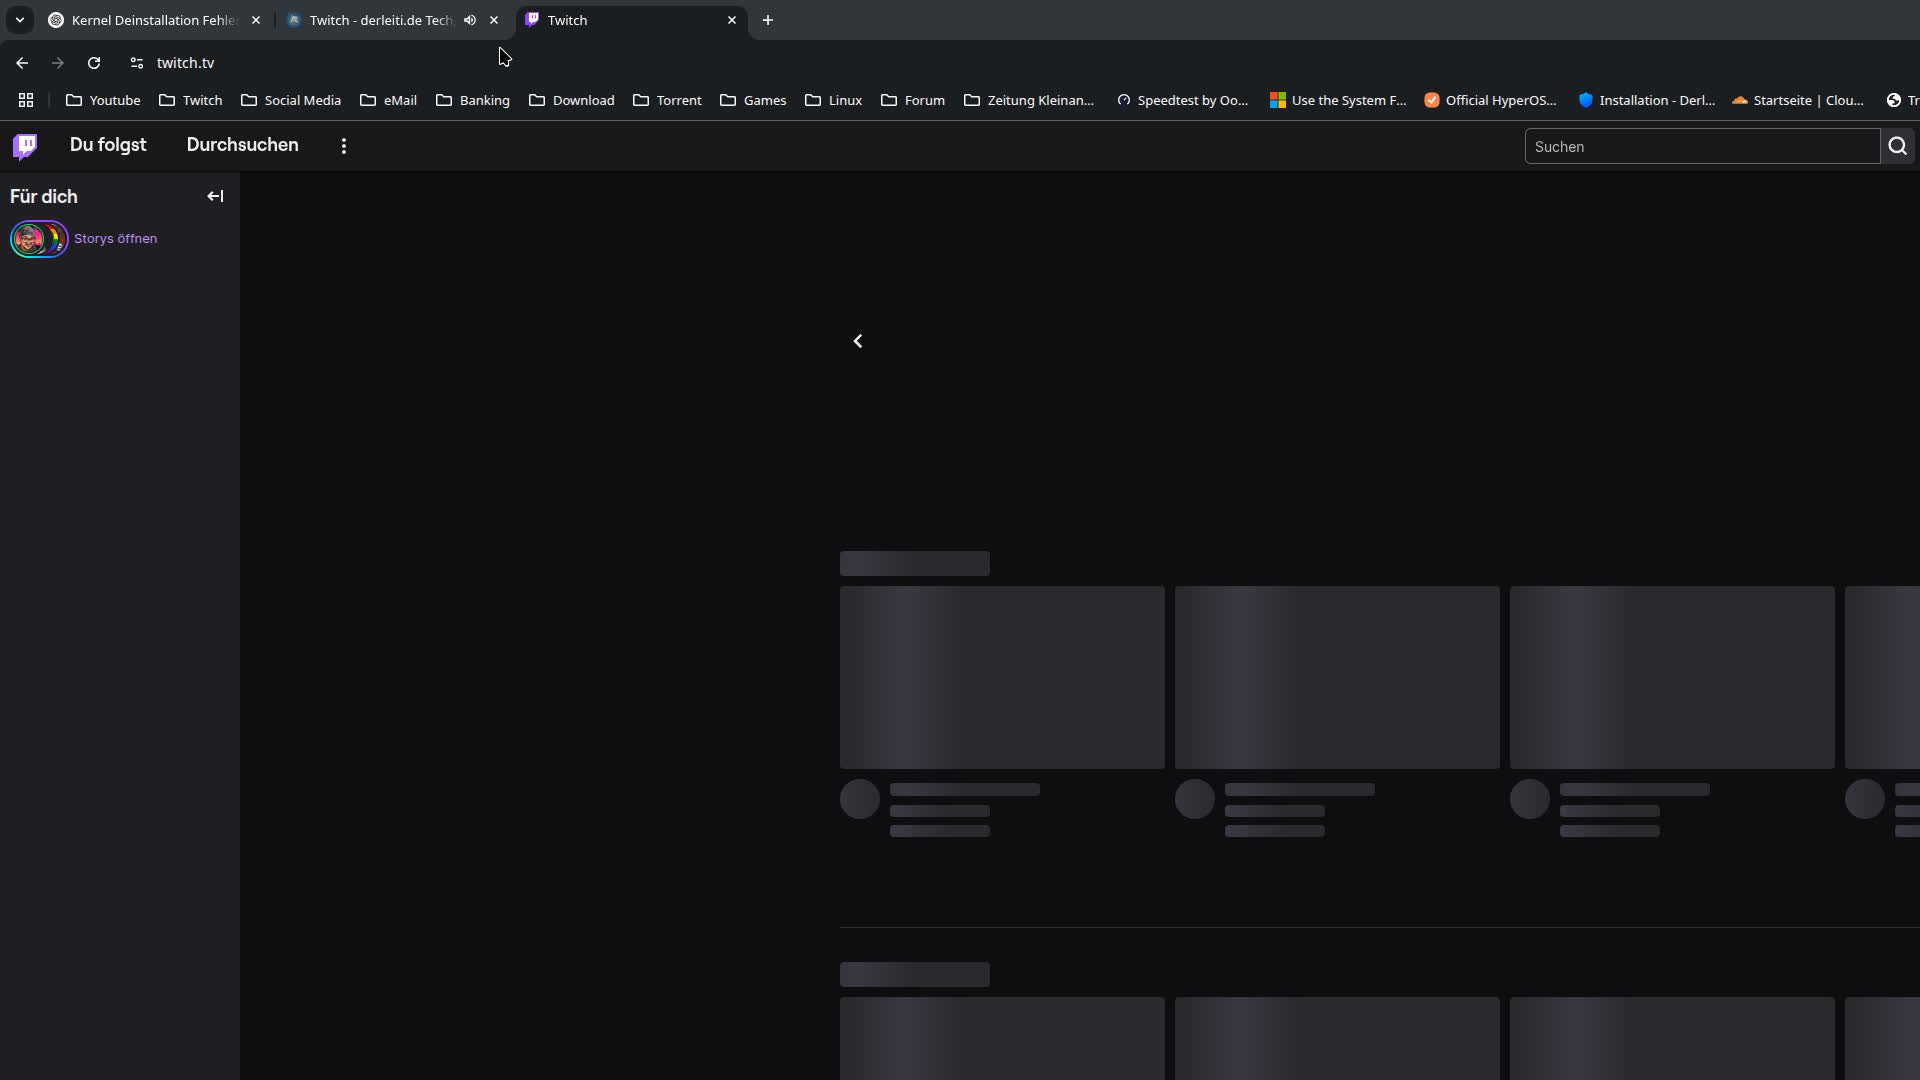 Kernel Deinstallation Fehle
Twitch - derleiti.de Tech
Twitch
twitch.tv
Youtube
Twitch
Social Media
eMail
Banking
Download
Torrent
Games
Linux
Forum
Zeitung Kleinan...
Speedtest by Oo...
Use the System F...
Official HyperOS...
Installation - Derl...
Startseite | Clou...
Tr
Du folgst
Durchsuchen
Suchen
Für dich
Storys öffnen